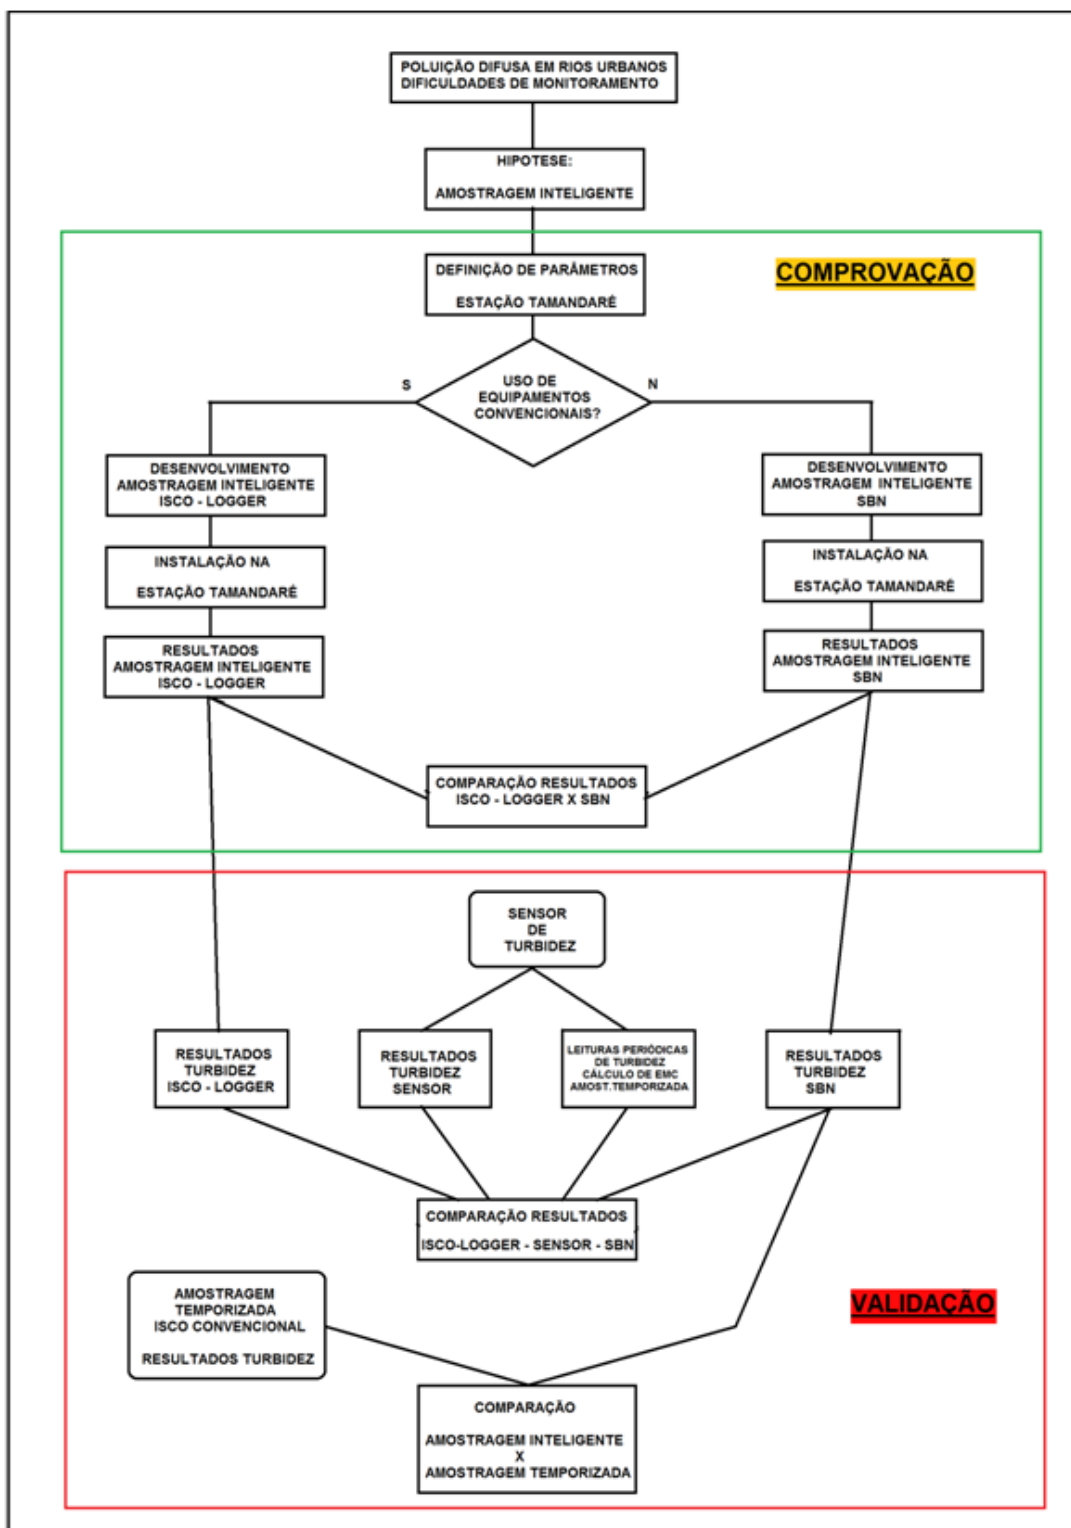 POLUIÇÃO DIFUSA EM RIOS URBANOS
DIFICULDADES DE MONITORAMENTO
HIPOTESE:
AMOSTRAGEM INTELIGENTE
COMPROVAÇÃO
DEFINIÇÃO DE PARÂMETROS
ESTAÇÃO TAMANDARÉ
S
USO DE
EQUIPAMENTOS
CONVENCIONAIS?
N
DESENVOLVIMENTO
AMOSTRAGEM INTELIGENTE
ISCO - LOGGER
DESENVOLVIMENTO
AMOSTRAGEM INTELIGENTE
SBN
INSTALAÇÃO NA
ESTAÇÃO TAMANDARÉ
INSTALAÇÃO NA
ESTAÇÃO TAMANDARÉ
RESULTADOS
AMOSTRAGEM INTELIGENTE
ISCO - LOGGER
RESULTADOS
AMOSTRAGEM INTELIGENTE
SBN
COMPARAÇÃO RESULTADOS
ISCO - LOGGER X SBN
SENSOR
DE
TURBIDEZ
RESULTADOS
TURBIDEZ
ISCO - LOGGER
RESULTADOS
TURBIDEZ
SENSOR
LEITURAS PERIÓDICAS
DE TURBIDEZ
CÁLCULO DE EMC
AMOST.TEMPORIZADA
RESULTADOS
TURBIDEZ
SBN
COMPARAÇÃO RESULTADOS
ISCO-LOGGER - SENSOR - SBN
AMOSTRAGEM
TEMPORIZADA
ISCO CONVENCIONAL
RESULTADOS TURBIDEZ
VALIDAÇÃO
COMPARAÇÃO
AMOSTRAGEM INTELIGENTE
X
AMOSTRAGEM TEMPORIZADA